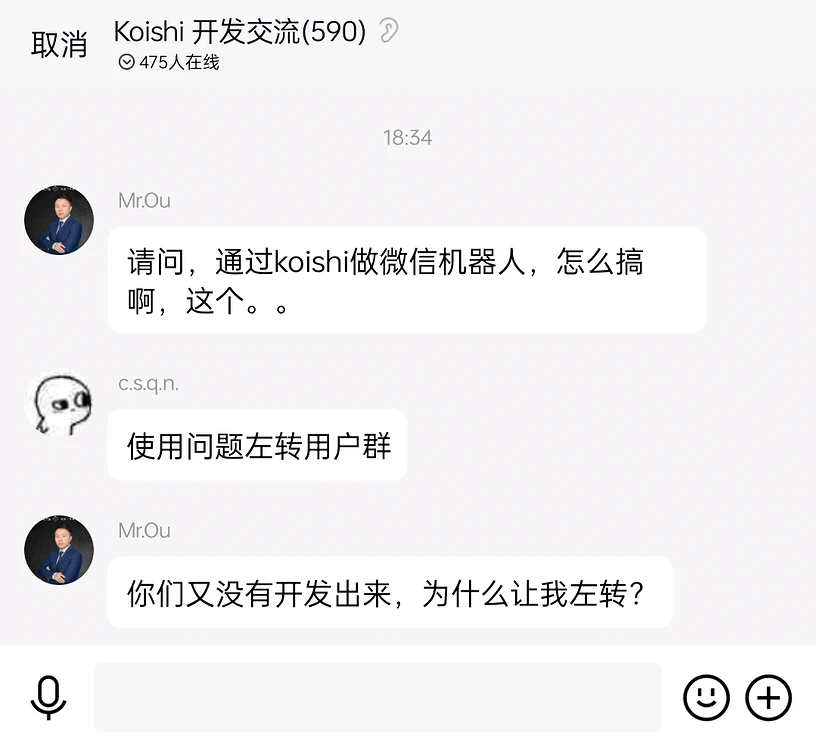 取消
Koishi 开发交流(590)
475人在线
18:34
Mr.Ou
请问，通过koishi做微信机器人，怎么搞
啊，这个。。
c.s.q.n.
使用问题左转用户群
Mr.Ou
你们又没有开发出来，为什么让我左转？